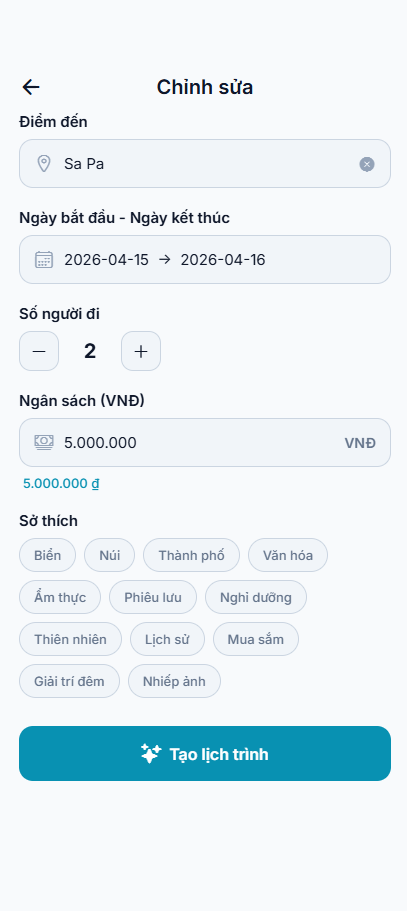 Chỉnh sửa
Điểm đến
Sa Pa
Ngày bắt đầu - Ngày kết thúc
2026-04-15 → 2026-04-16
Số người đi
2
Ngân sách (VNĐ)
5.000.000 VNĐ
5.000.000 ₫
Sở thích
Biển Núi Thành phố Văn hóa
Ẩm thực Phiêu lưu Nghỉ dưỡng
Thiên nhiên Lịch sử Mua sắm
Giải trí đêm Nhiếp ảnh
Tạo lịch trình